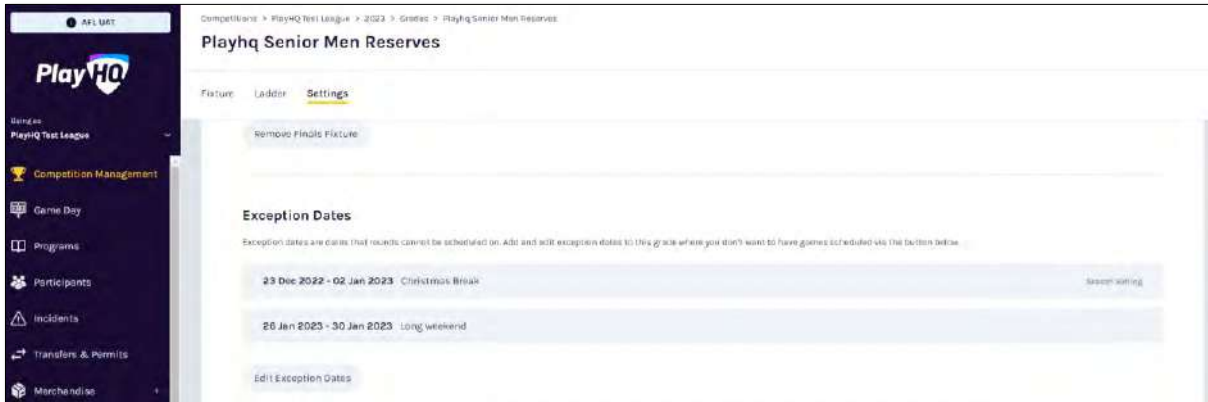 AFL UAT
PlayHQ
Using as
PlayHQ Test League
Competition Management
Game Day
Programs
Participants
Incidents
Transfers & Permits
Merchandise
Competitions > PlayHQ Test League > 2023 > Grades > Playhq Senior Men Reserves
Playhq Senior Men Reserves
Fixture Ladder Settings
Remove Finals Fixture
Exception Dates
Exception dates are dates that rounds cannot be scheduled on. Add and edit exception dates to this grade where you don't want to have games scheduled via the button below.
23 Dec 2022 - 02 Jan 2023 Christmas Break
Season setting
26 Jan 2023 - 30 Jan 2023 Long weekend
Edit Exception Dates